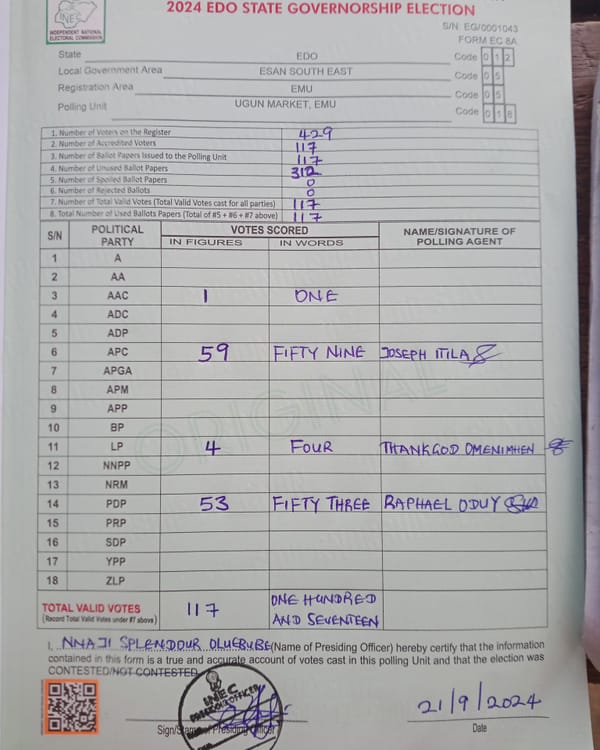 INEC
INDEPENDENT NATIONAL
ELECTORAL COMMISSION
2024 EDO STATE GOVERNORSHIP ELECTION
S/N: EG/0001043
FORM EC 8A
State EDO Code 0 1 2
Local Government Area ESAN SOUTH EAST Code 0 5
Registration Area EMU Code 0 5
Polling Unit UGUN MARKET, EMU Code 0 1 8
1. Number of Voters on the Register 429
2. Number of Accredited Voters 117
3. Number of Ballot Papers Issued to the Polling Unit 117
4. Number of Unused Ballot Papers 312
5. Number of Spoiled Ballot Papers 0
6. Number of Rejected Ballots 0
7. Number of Total Valid Votes (Total Valid Votes cast for all parties) 117
8. Total Number of Used Ballots Papers (Total of #5 + #6 + #7 above) 117
S/N POLITICAL PARTY VOTES SCORED NAME/SIGNATURE OF POLLING AGENT
IN FIGURES IN WORDS
1 A
2 AA
3 AAC 1 ONE
4 ADC
5 ADP
6 APC 59 FIFTY NINE JOSEPH ITILA
7 APGA
8 APM
9 APP
10 BP
11 LP 4 FOUR THANKGOD OMENIMHEN
12 NNPP
13 NRM
14 PDP 53 FIFTY THREE RAPHAEL ODUY
15 PRP
16 SDP
17 YPP
18 ZLP
ORIGINAL
TOTAL VALID VOTES 117 ONE HUNDRED
(Record Total Valid Votes under #7 above) AND SEVENTEEN
I, NNAJI SPLENDOUR OLUEBUBE (Name of Presiding Officer) hereby certify that the information
contained in this form is a true and accurate account of votes cast in this polling Unit and that the election was
CONTESTED/NOT CONTESTED
INEC
PRESIDING OFFICER
21/9/2024
Sign/Stamp of Presiding Officer Date